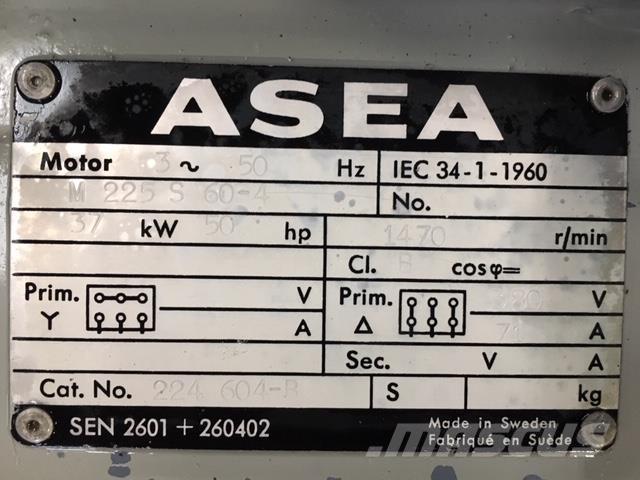 ASEA
Motor 3 ~ 50 Hz IEC 34-1-1960
M 225 S 60-4 No.
37 kW 50 hp 1470 r/min
Cl. B cosφ=
Prim. V Prim. 380 V
Y A Δ 71 A
Sec. V A
Cat. No. 224 604-B S kg
SEN 2601 + 260402 Made in Sweden
Fabriqué en Suède
MASCUS